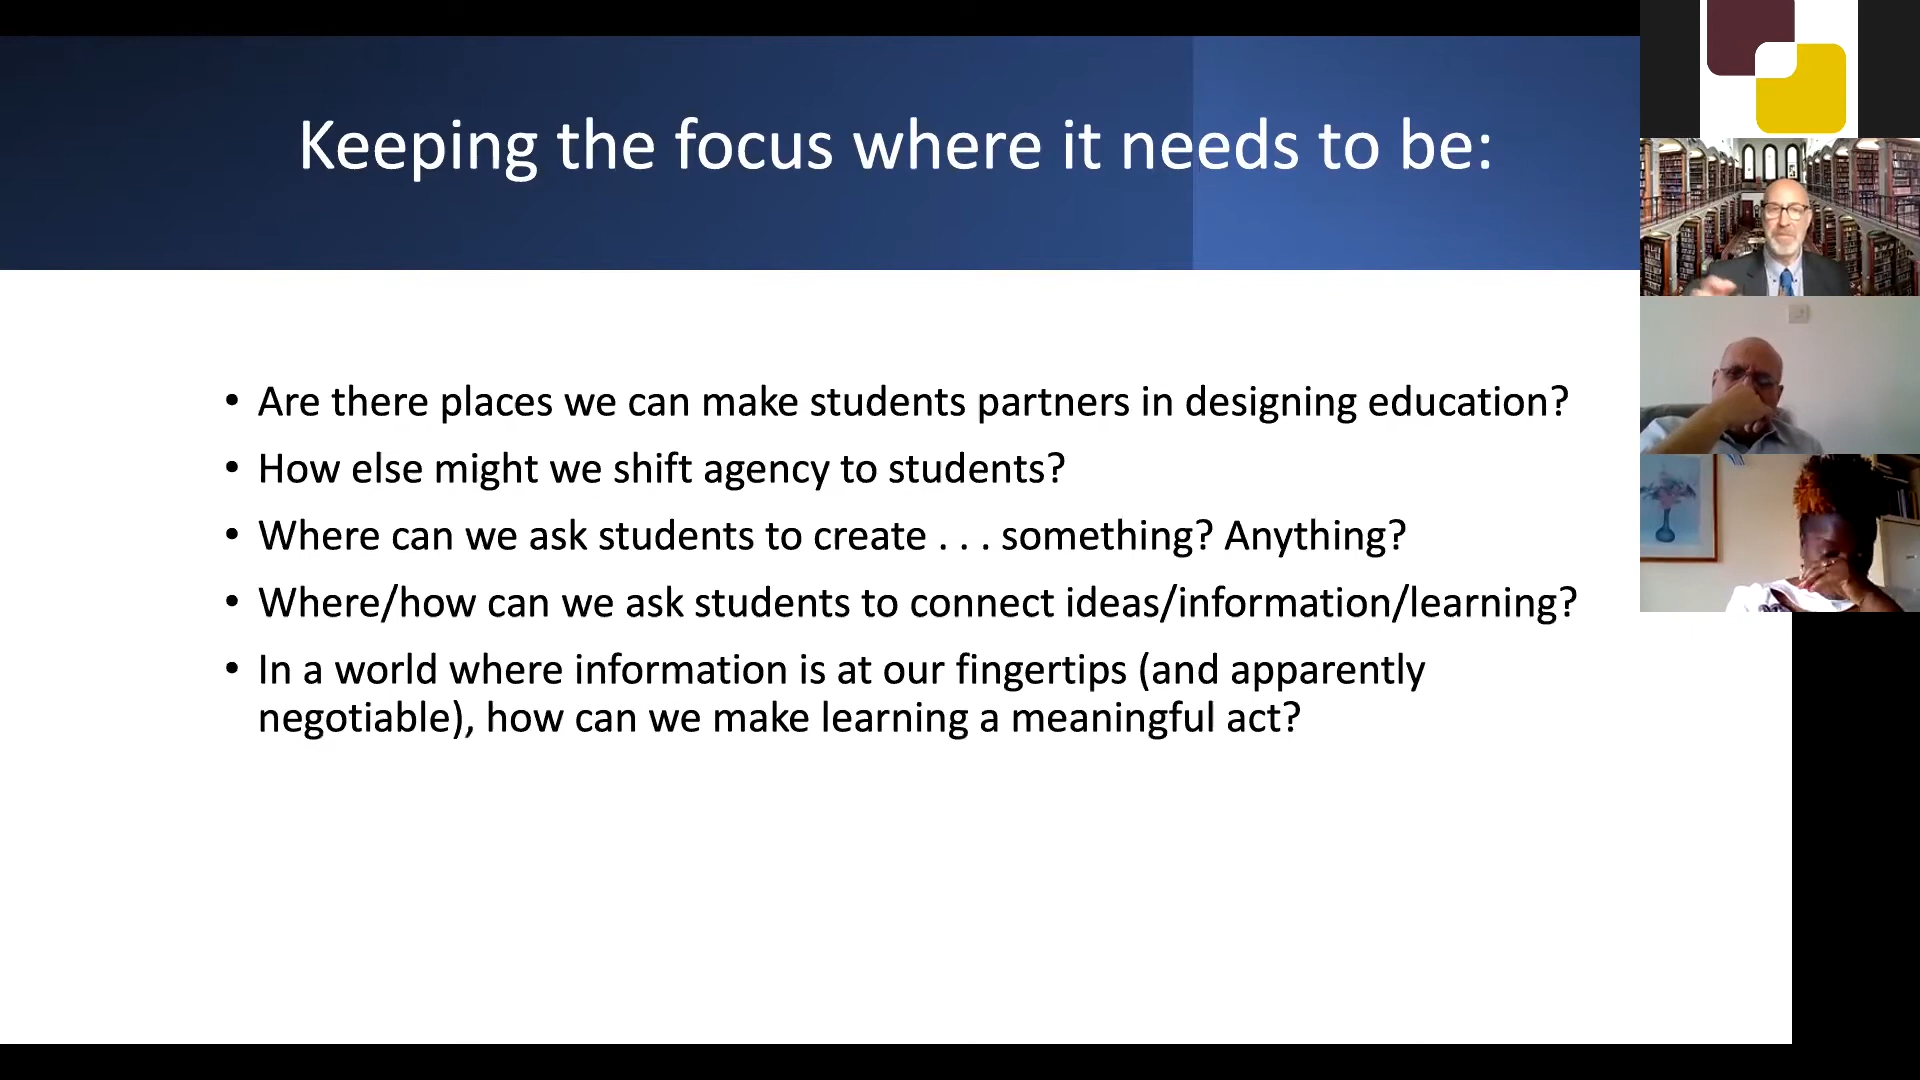 Keeping the focus where it needs to be:
• Are there places we can make students partners in designing education?
• How else might we shift agency to students?
• Where can we ask students to create . . . something? Anything?
• Where/how can we ask students to connect ideas/information/learning?
• In a world where information is at our fingertips (and apparently
negotiable), how can we make learning a meaningful act?